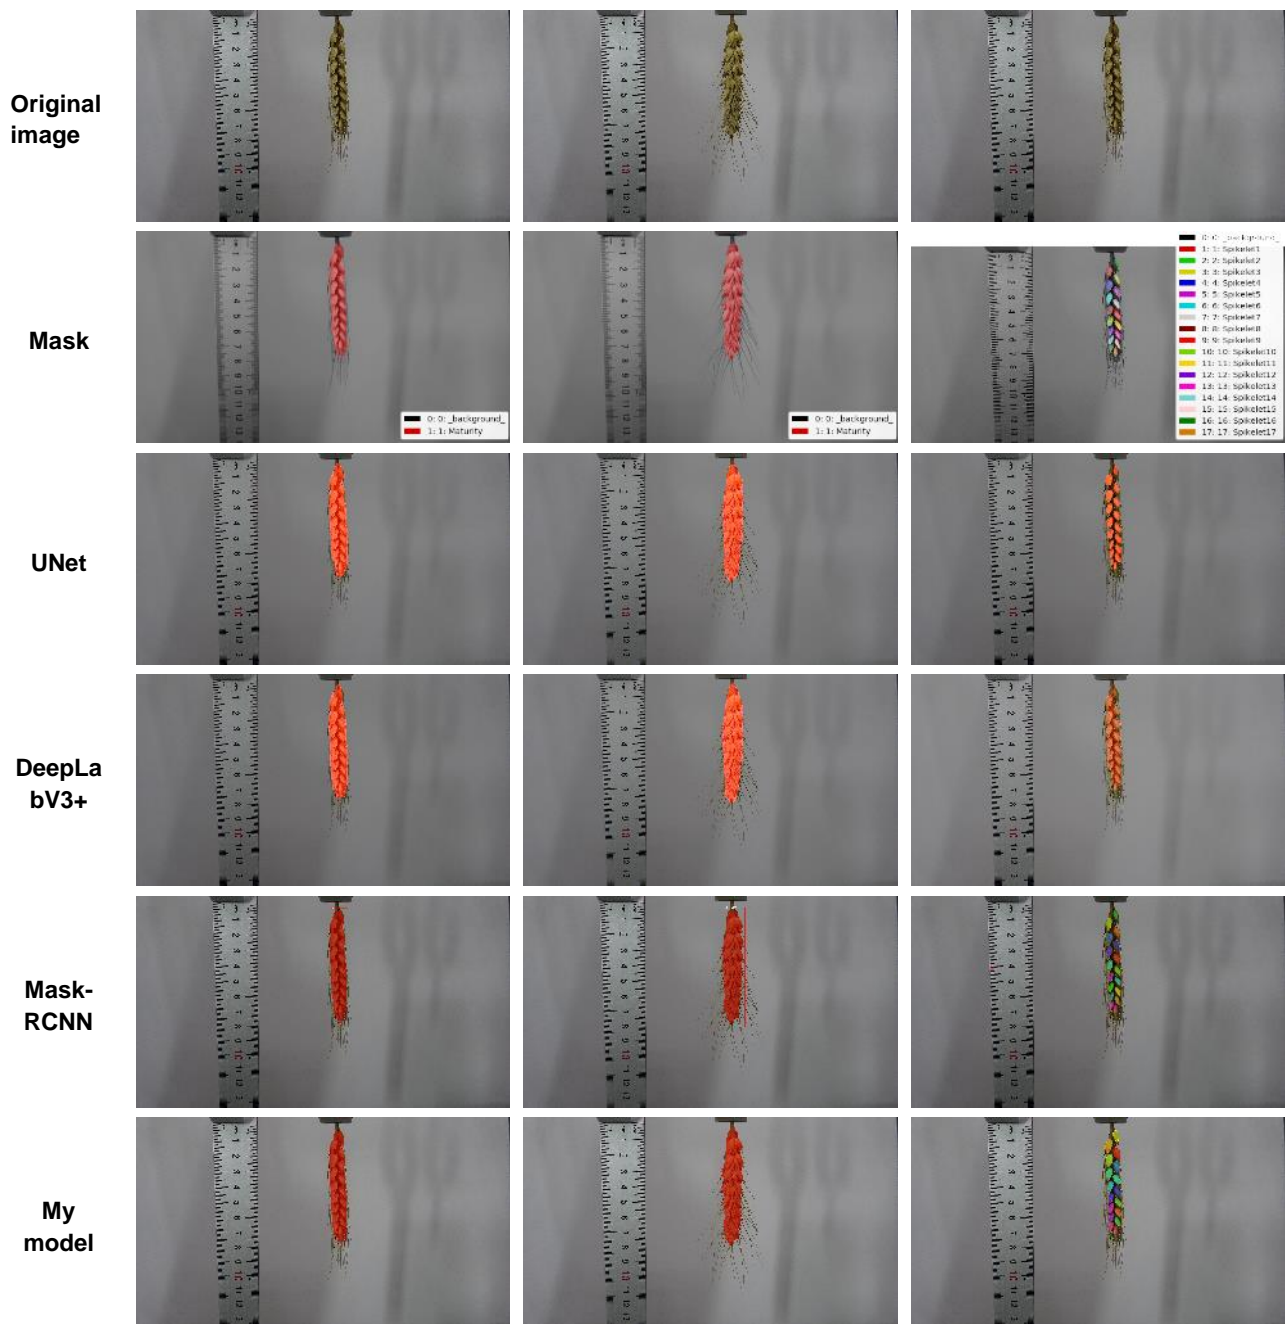 Original
image
Mask
0: 0: _background_
1: 1: Maturity
0: 0: _background_
1: 1: Maturity
0: 0: _background_
1: 1: Spikelet1
2: 2: Spikelet2
3: 3: Spikelet3
4: 4: Spikelet4
5: 5: Spikelet5
6: 6: Spikelet6
7: 7: Spikelet7
8: 8: Spikelet8
9: 9: Spikelet9
10: 10: Spikelet10
11: 11: Spikelet11
12: 12: Spikelet12
13: 13: Spikelet13
14: 14: Spikelet14
15: 15: Spikelet15
16: 16: Spikelet16
17: 17: Spikelet17
UNet
DeepLa
bV3+
Mask-
RCNN
My
model